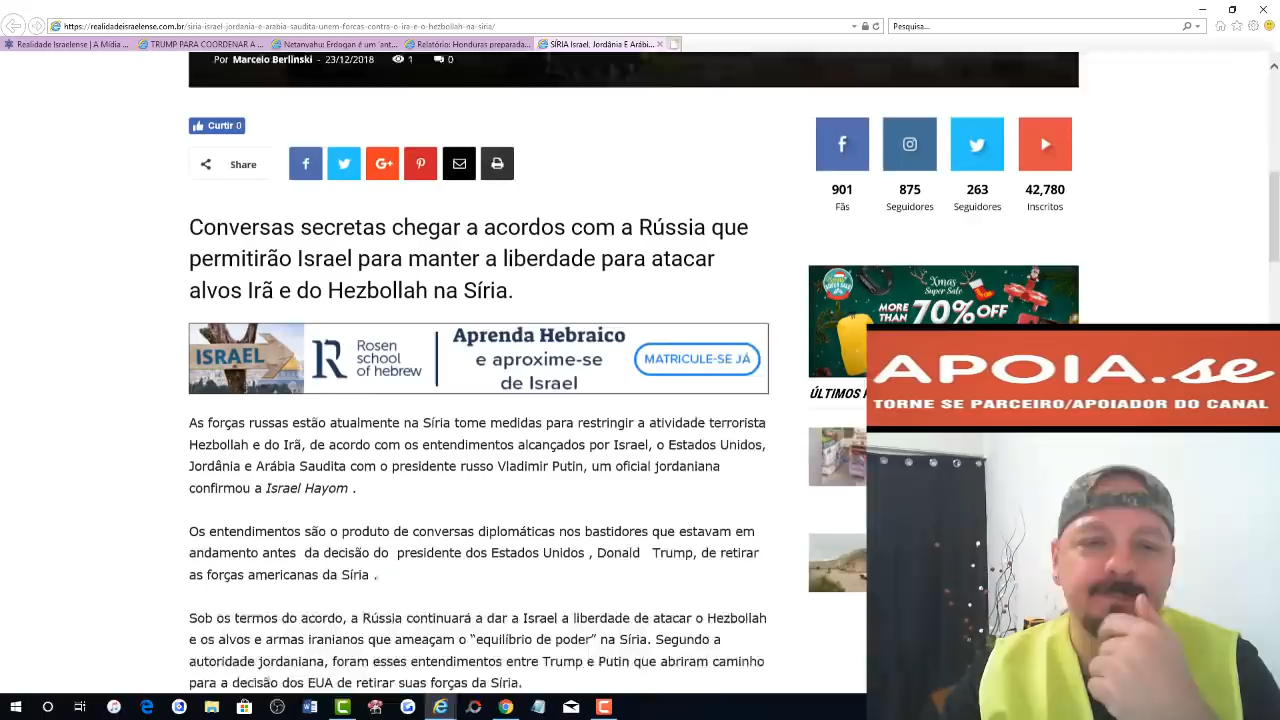 https://realidadeisraelense.com.br/siria-israel-jordania-e-arabia-saudita-unem-forcas-contra-o-ira-e-o-hezbollah-na-siria/
Pesquisa...
Realidade Israelense | A Mídia ...
TRUMP PARA COORDENAR A ...
Netanyahu: Erdogan é um 'ant...
Relatório: Honduras preparada...
SÍRIA Israel, Jordânia E Arábi...
Por Marceio Berlinski - 23/12/2018 1 0
Curtir 0
Share
G+
901
Fãs
875
Seguidores
263
Seguidores
42,780
Inscritos
Conversas secretas chegar a acordos com a Rússia que
permitirão Israel para manter a liberdade para atacar
alvos Irã e do Hezbollah na Síria.
ISRAEL
Rosen
school
of hebrew
Aprenda Hebraico
e aproxime-se
de Israel
MATRICULE-SE JÁ
Xmas
Super Sale
MORE
THAN 70%OFF
ÚLTIMOS
As forças russas estão atualmente na Síria tome medidas para restringir a atividade terrorista
Hezbollah e do Irã, de acordo com os entendimentos alcançados por Israel, o Estados Unidos,
Jordânia e Arábia Saudita com o presidente russo Vladimir Putin, um oficial jordaniana
confirmou a Israel Hayom .
Os entendimentos são o produto de conversas diplomáticas nos bastidores que estavam em
andamento antes da decisão do presidente dos Estados Unidos , Donald Trump, de retirar
as forças americanas da Síria .
Sob os termos do acordo, a Rússia continuará a dar a Israel a liberdade de atacar o Hezbollah
e os alvos e armas iranianos que ameaçam o “equilíbrio de poder” na Síria. Segundo a
autoridade jordaniana, foram esses entendimentos entre Trump e Putin que abriram caminho
para a decisão dos EUA de retirar suas forças da Síria.
APOIA.se
TORNE SE PARCEIRO/APOIADOR DO CANAL